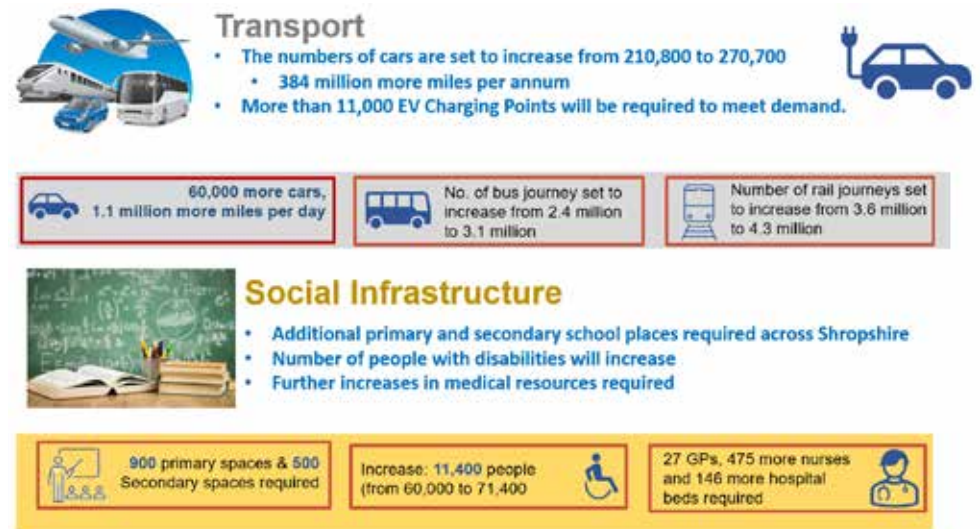 Transport
• The numbers of cars are set to increase from 210,800 to 270,700
• 384 million more miles per annum
• More than 11,000 EV Charging Points will be required to meet demand.
60,000 more cars,
1.1 million more miles per day
No. of bus journey set to
increase from 2.4 million
to 3.1 million
Number of rail journeys set
to increase from 3.6 million
to 4.3 million
Social Infrastructure
• Additional primary and secondary school places required across Shropshire
• Number of people with disabilities will increase
• Further increases in medical resources required
900 primary spaces & 500
Secondary spaces required
Increase: 11,400 people
(from 60,000 to 71,400
27 GPs, 475 more nurses
and 146 more hospital
beds required